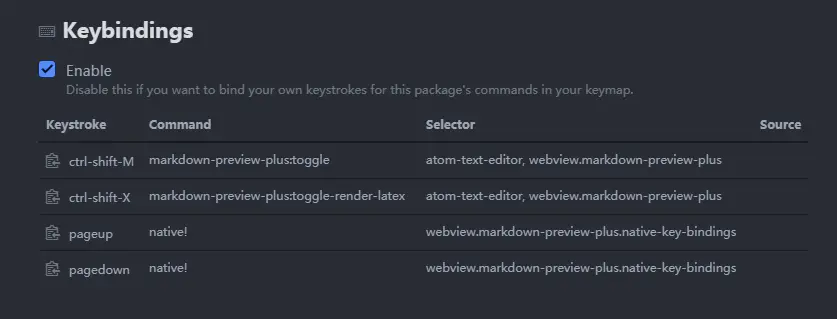 Keybindings
Enable
Disable this if you want to bind your own keystrokes for this package's commands in your keymap.
Keystroke Command Selector Source
ctrl-shift-M markdown-preview-plus:toggle atom-text-editor, webview.markdown-preview-plus
ctrl-shift-X markdown-preview-plus:toggle-render-latex atom-text-editor, webview.markdown-preview-plus
pageup native! webview.markdown-preview-plus.native-key-bindings
pagedown native! webview.markdown-preview-plus.native-key-bindings